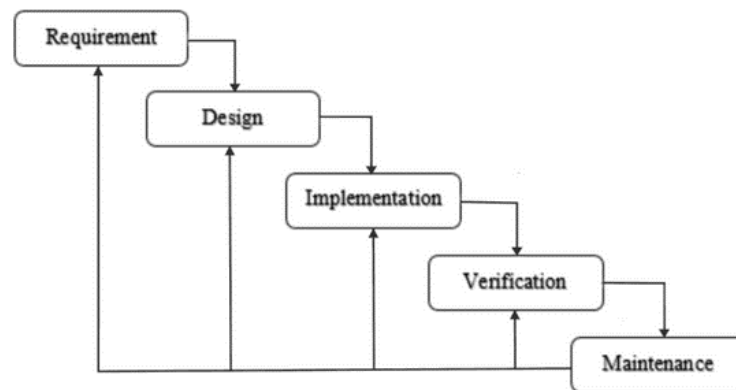 Requirement
Design
Implementation
Verification
Maintenance